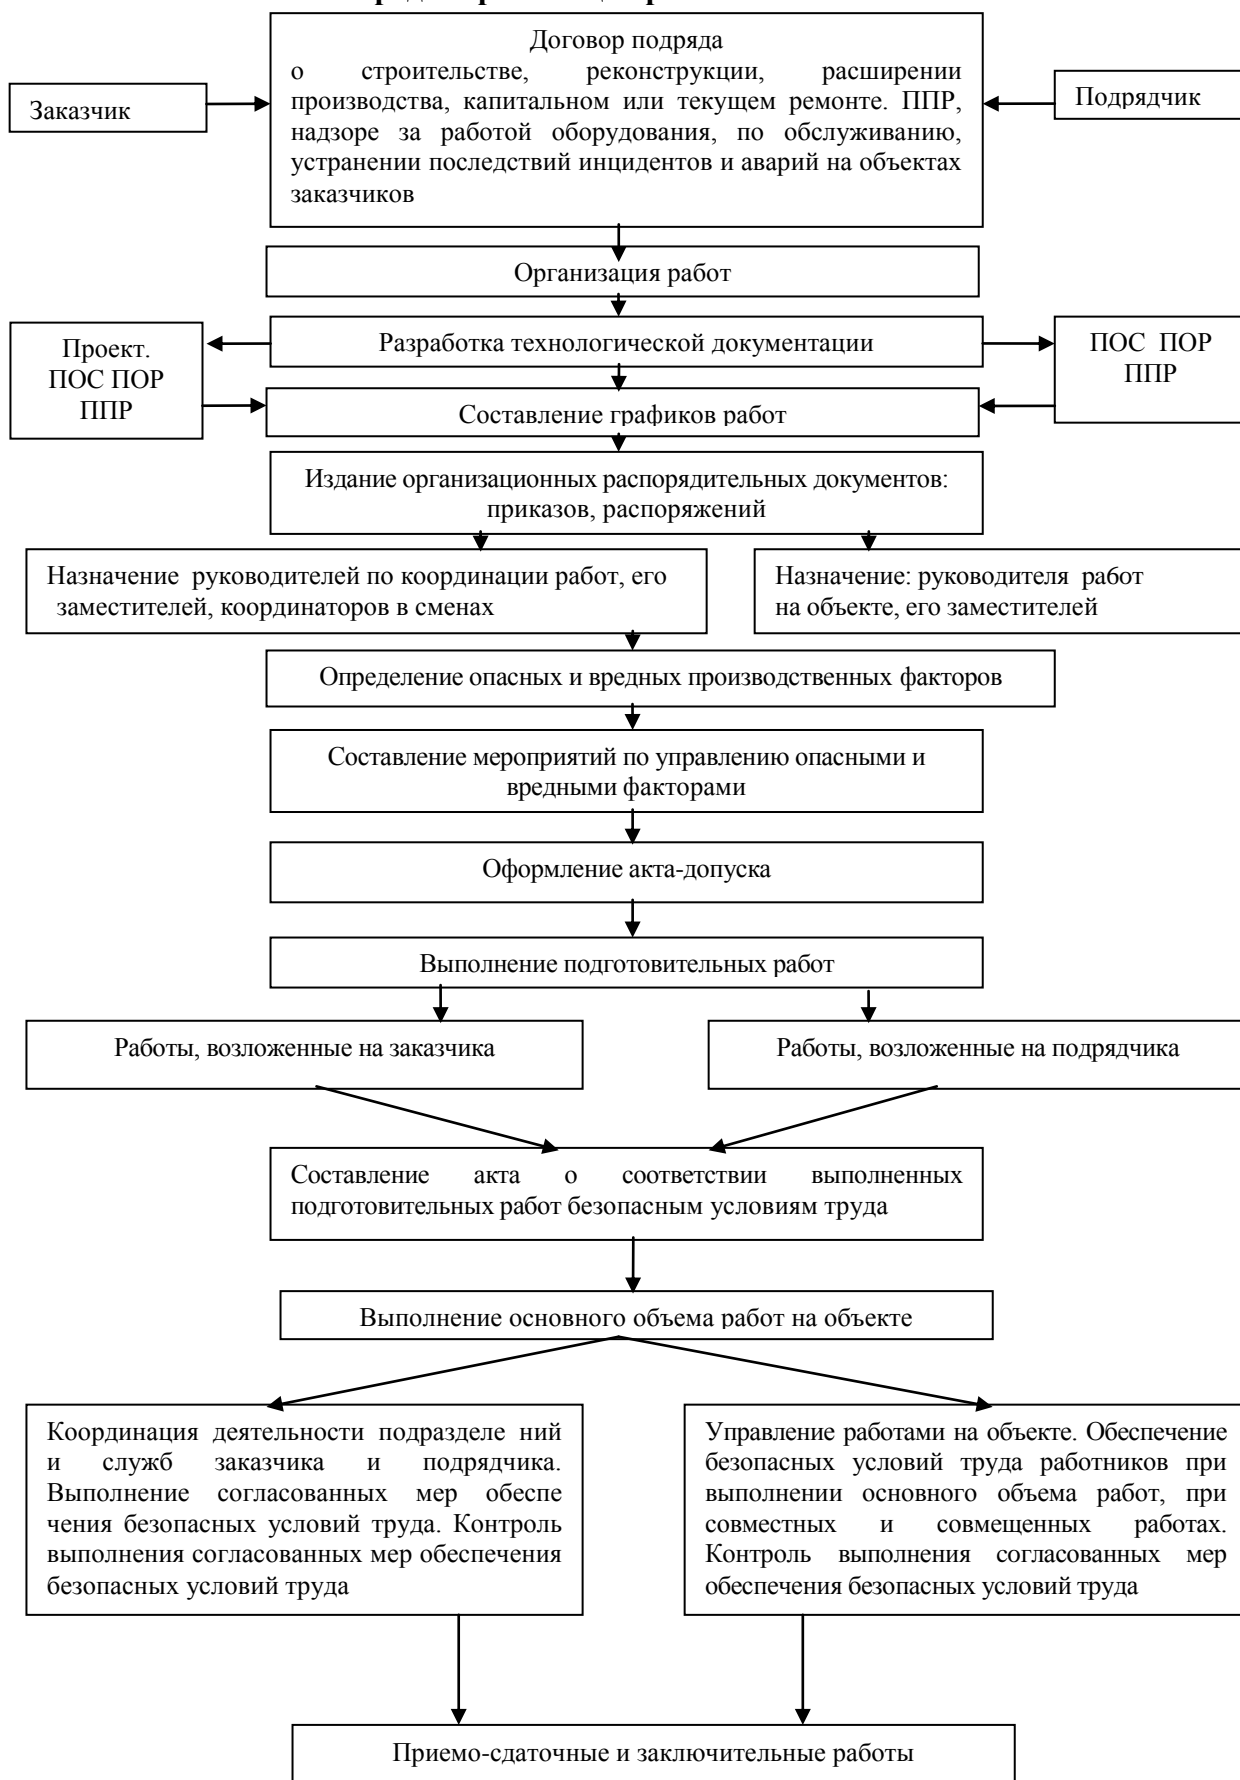 Договор подряда
о строительстве, реконструкции, расширении
производства, капитальном или текущем ремонте. ППР,
надзоре за работой оборудования, по обслуживанию,
устранении последствий инцидентов и аварий на объектах
заказчиков
Заказчик
Подрядчик
Организация работ
Разработка технологической документации
Проект.
ПОС ПОР
ППР
ПОС ПОР
ППР
Составление графиков работ
Издание организационных распорядительных документов:
приказов, распоряжений
Назначение руководителей по координации работ, его
заместителей, координаторов в сменах
Назначение: руководителя работ
на объекте, его заместителей
Определение опасных и вредных производственных факторов
Составление мероприятий по управлению опасными и
вредными факторами
Оформление акта-допуска
Выполнение подготовительных работ
Работы, возложенные на заказчика
Работы, возложенные на подрядчика
Составление акта о соответствии выполненных
подготовительных работ безопасным условиям труда
Выполнение основного объема работ на объекте
Координация деятельности подразделе ний
и служб заказчика и подрядчика.
Выполнение согласованных мер обеспе
чения безопасных условий труда. Контроль
выполнения согласованных мер обеспечения
безопасных условий труда
Управление работами на объекте. Обеспечение
безопасных условий труда работников при
выполнении основного объема работ, при
совместных и совмещенных работах.
Контроль выполнения согласованных мер
обеспечения безопасных условий труда
Приемо-сдаточные и заключительные работы